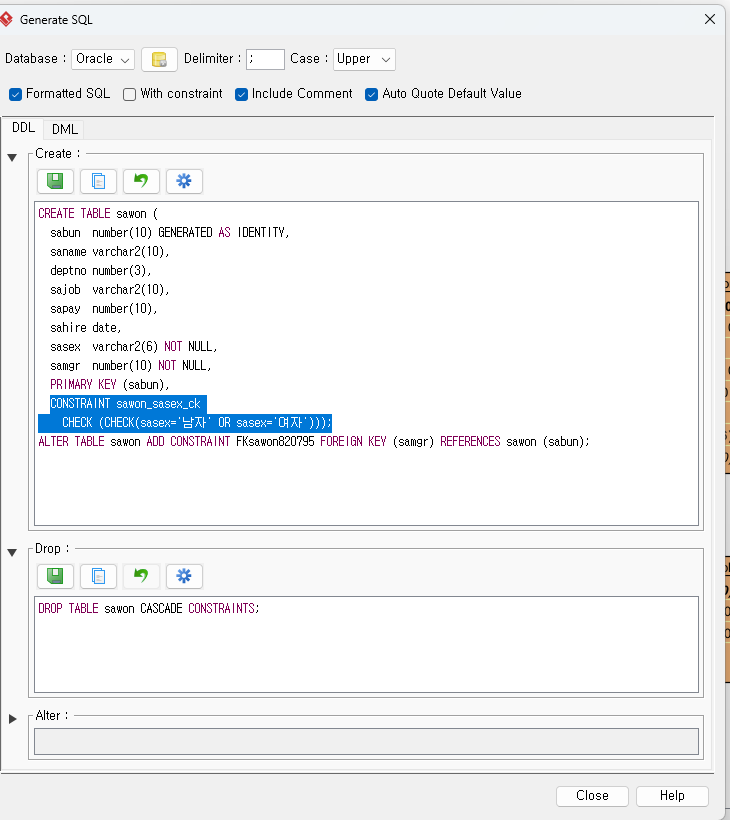 Generate SQL
Database : Oracle Delimiter : ; Case : Upper
Formatted SQL With constraint Include Comment Auto Quote Default Value
DDL DML
Create :
CREATE TABLE sawon (
sabun number(10) GENERATED AS IDENTITY,
saname varchar2(10),
deptno number(3),
sajob varchar2(10),
sapay number(10),
sahire date,
sasex varchar2(6) NOT NULL,
samgr number(10) NOT NULL,
PRIMARY KEY (sabun),
CONSTRAINT sawon_sasex_ck
CHECK (CHECK(sasex='남자' OR sasex='여자')));
ALTER TABLE sawon ADD CONSTRAINT FKsawon820795 FOREIGN KEY (samgr) REFERENCES sawon (sabun);
Drop :
DROP TABLE sawon CASCADE CONSTRAINTS;
Alter :
Close Help